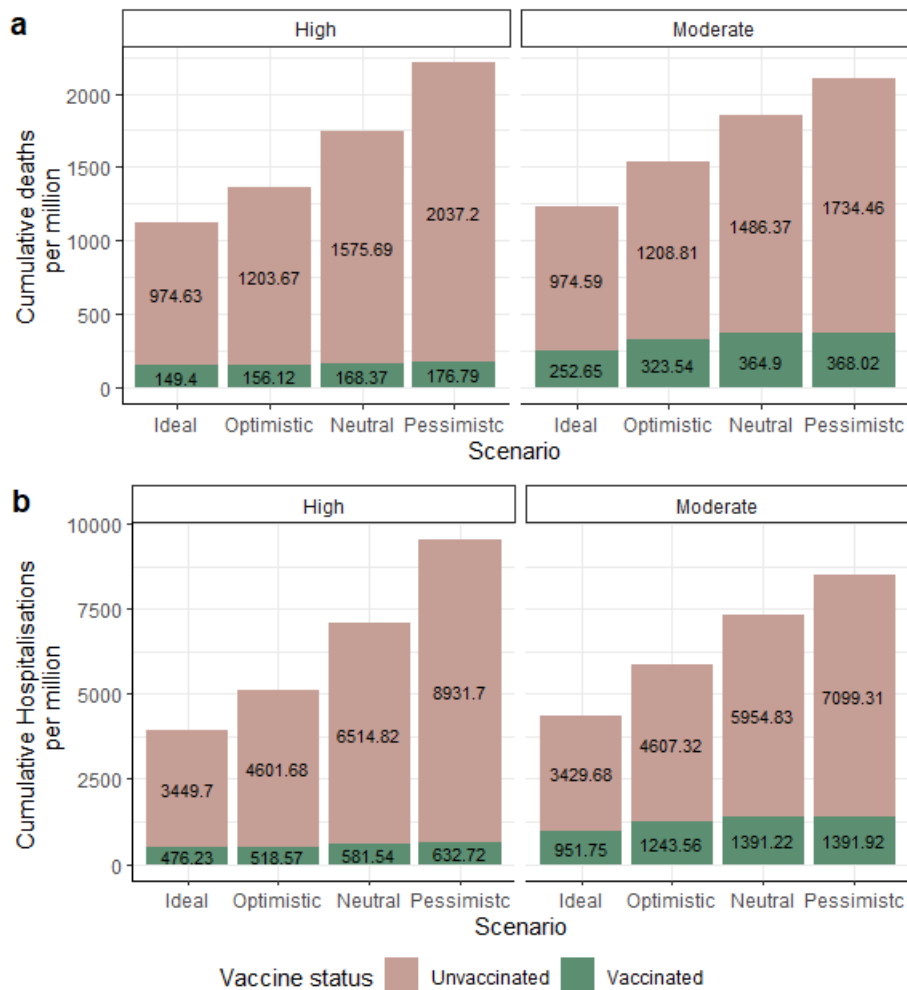 a
High
Moderate
Cumulative deaths
per million
2000
1500
1000
500
0
974.63
1203.67
1575.69
2037.2
149.4
156.12
168.37
176.79
974.59
1208.81
1486.37
1734.46
252.65
323.54
364.9
368.02
Ideal
Optimistic
Neutral
Pessimistc
Ideal
Optimistic
Neutral
Pessimistc
Scenario
b
High
Moderate
Cumulative Hospitalisations
per million
10000
7500
5000
2500
0
3449.7
4601.68
6514.82
8931.7
476.23
518.57
581.54
632.72
3429.68
4607.32
5954.83
7099.31
951.75
1243.56
1391.22
1391.92
Ideal
Optimistic
Neutral
Pessimistc
Ideal
Optimistic
Neutral
Pessimistc
Scenario
Vaccine status
Unvaccinated
Vaccinated